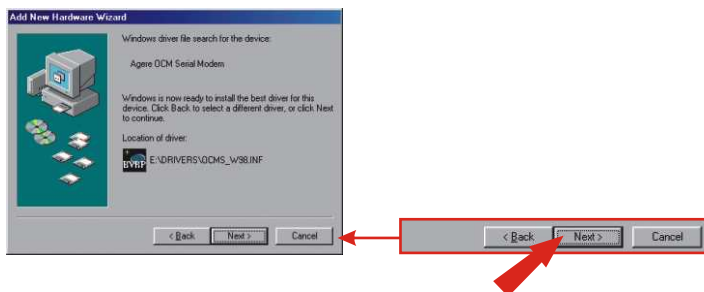 Add New Hardware Wizard
Windows driver file search for the device:
Agere OCM Serial Modem
Windows is now ready to install the best driver for this
device. Click Back to select a different driver, or click Next
to continue.
Location of driver:
E:\DRIVERS\OCMS_W98.INF
< Back Next > Cancel
< Back Next > Cancel